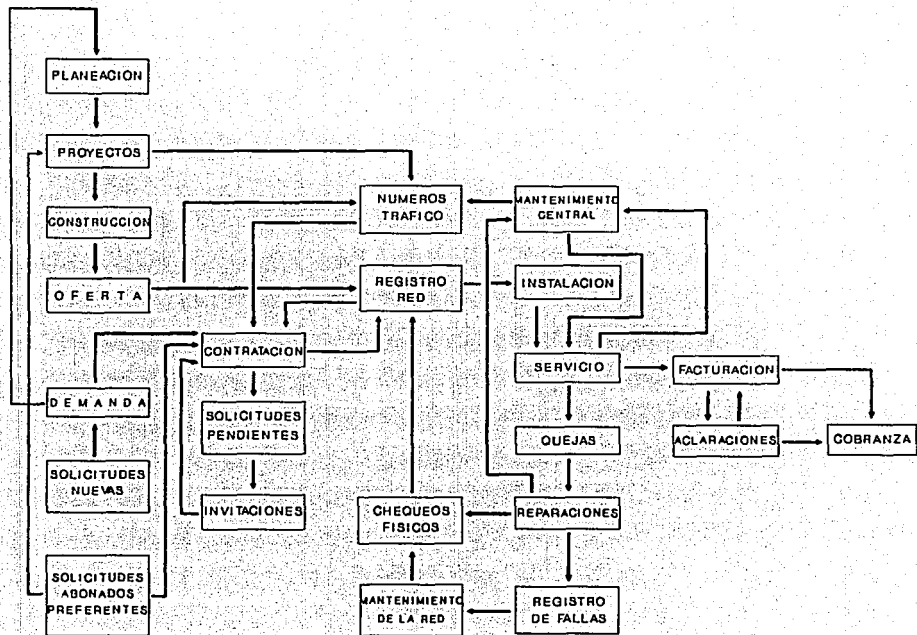 PLANEACION
PROYECTOS
CONSTRUCCION
OFERTA
DEMANDA
SOLICITUDES
NUEVAS
SOLICITUDES
ABONADOS
PREFERENTES
CONTRATACION
SOLICITUDES
PENDIENTES
INVITACIONES
NUMEROS
TRAFICO
REGISTRO
RED
CHEQUEOS
FISICOS
MANTENIMIENTO
DE LA RED
MANTENIMIENTO
CENTRAL
INSTALACION
SERVICIO
QUEJAS
REPARACIONES
REGISTRO
DE FALLAS
FACTURACION
ACLARACIONES
COBRANZA